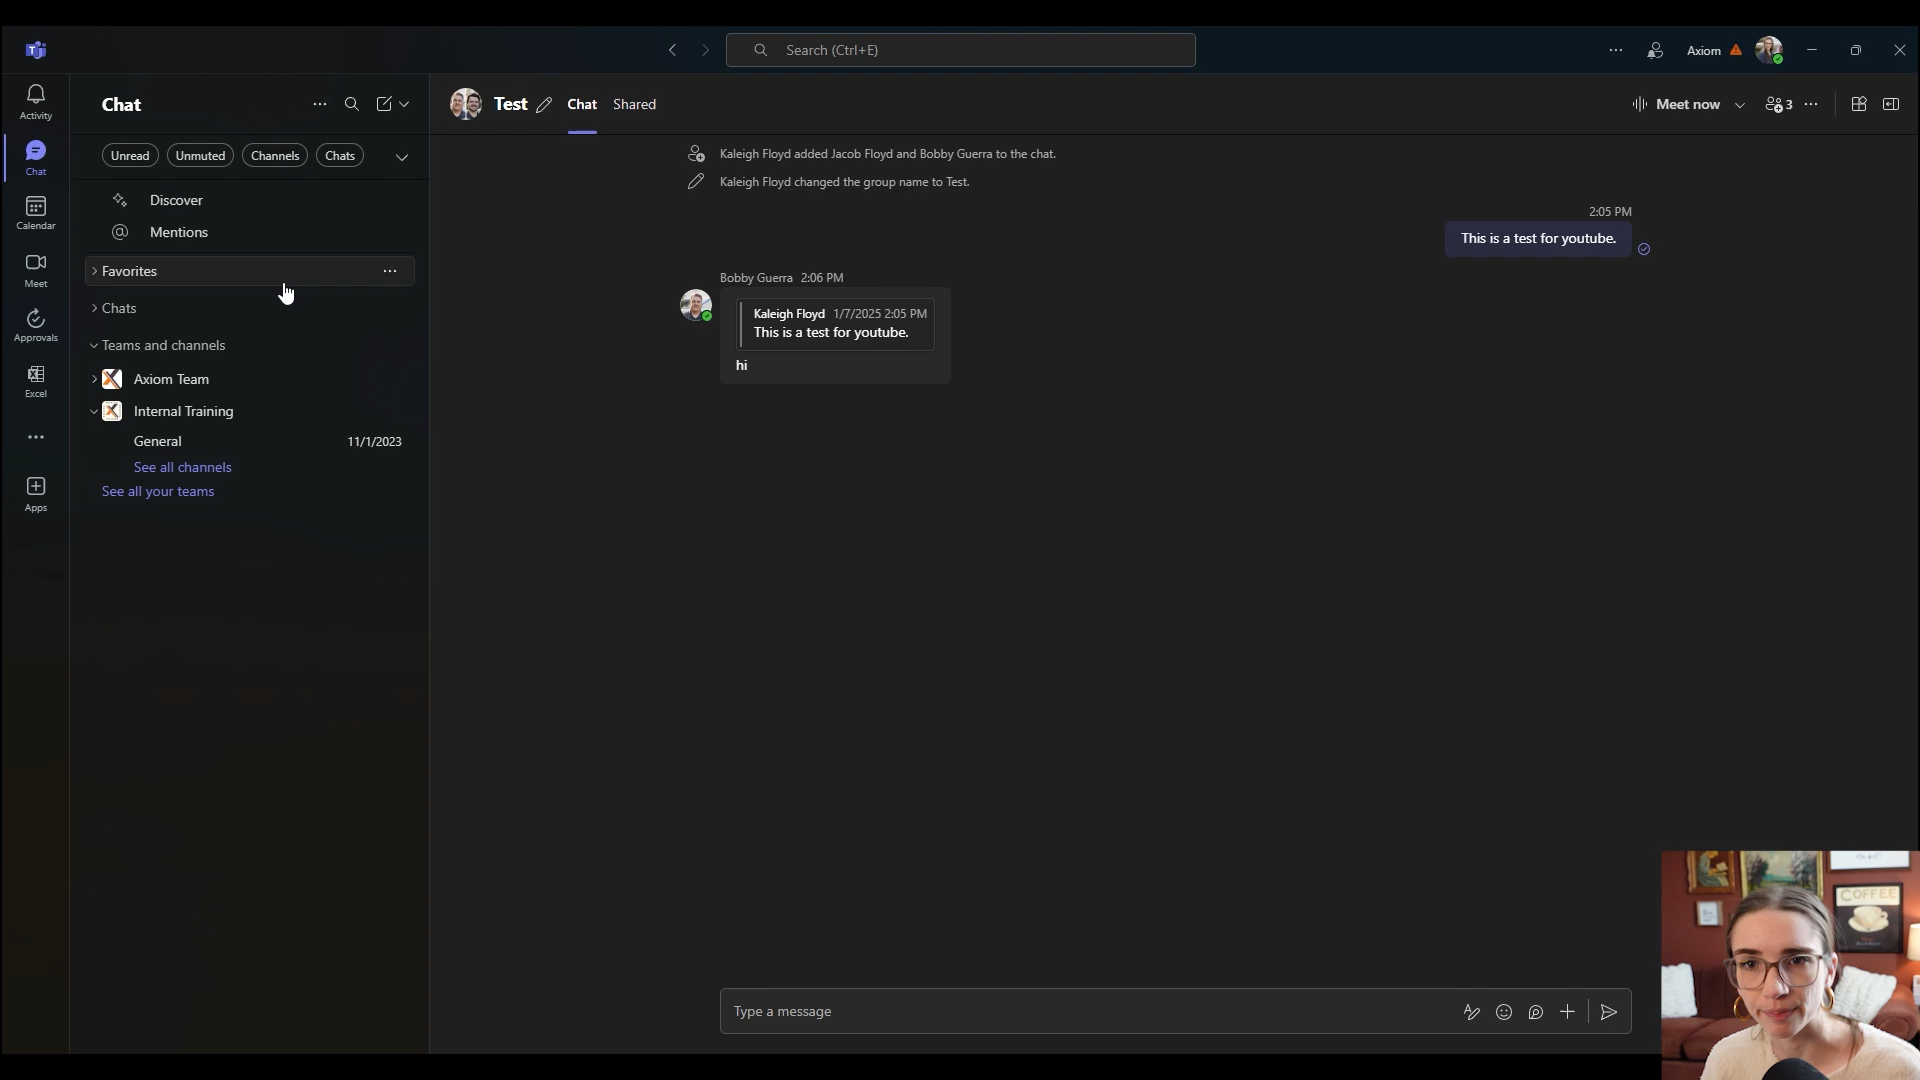 Search (Ctrl+E)
Axiom
Activity
Chat
Calendar
Meet
Approvals
Excel
Apps
Chat
Unread
Unmuted
Channels
Chats
Discover
Mentions
Favorites
Chats
Teams and channels
Axiom Team
Internal Training
General 11/1/2023
See all channels
See all your teams
Test
Chat
Shared
Meet now
3
Kaleigh Floyd added Jacob Floyd and Bobby Guerra to the chat.
Kaleigh Floyd changed the group name to Test.
2:05 PM
This is a test for youtube.
Bobby Guerra 2:06 PM
Kaleigh Floyd 1/7/2025 2:05 PM
This is a test for youtube.
hi
Type a message
COFFEE